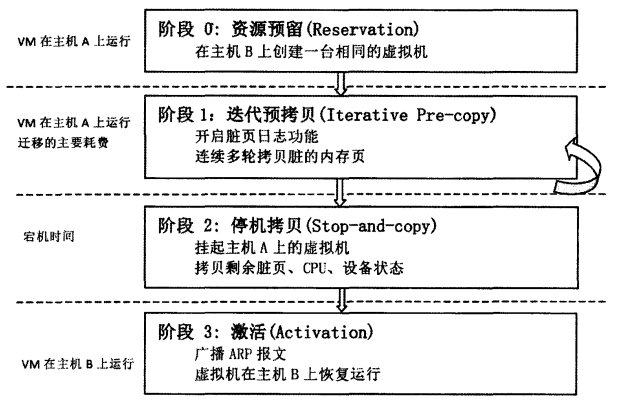 VM 在主机 A 上运行
阶段 0: 资源预留(Reservation)
在主机 B 上创建一台相同的虚拟机
VM 在主机 A 上运行
迁移的主要耗费
阶段 1: 迭代预拷贝(Iterative Pre-copy)
开启脏页日志功能
连续多轮拷贝脏的内存页
宕机时间
阶段 2: 停机拷贝(Stop-and-copy)
挂起主机 A 上的虚拟机
拷贝剩余脏页、CPU、设备状态
VM 在主机 B 上运行
阶段 3: 激活(Activation)
广播 ARP 报文
虚拟机在主机 B 上恢复运行